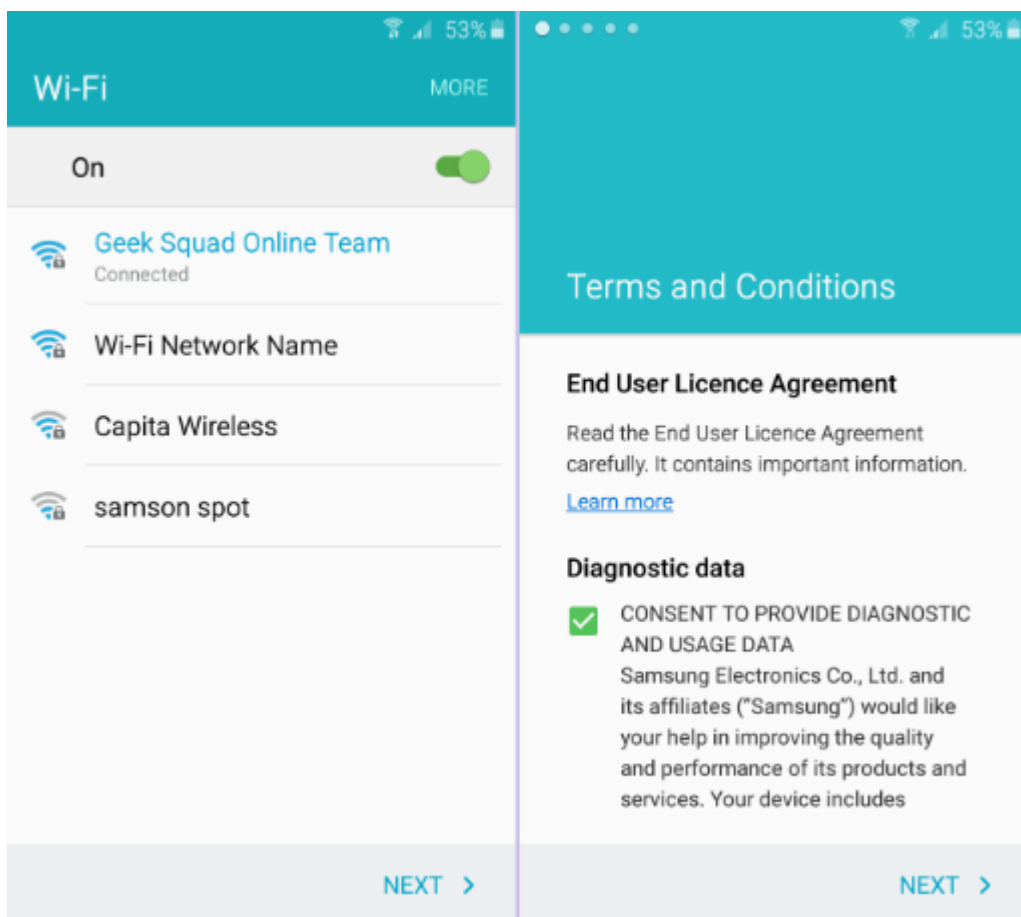 53%
Wi-Fi
MORE
On
Geek Squad Online Team
Connected
Wi-Fi Network Name
Capita Wireless
samson spot
NEXT >
53%
Terms and Conditions
End User Licence Agreement
Read the End User Licence Agreement
carefully. It contains important information.
Learn more
Diagnostic data
CONSENT TO PROVIDE DIAGNOSTIC
AND USAGE DATA
Samsung Electronics Co., Ltd. and
its affiliates ("Samsung") would like
your help in improving the quality
and performance of its products and
services. Your device includes
NEXT >